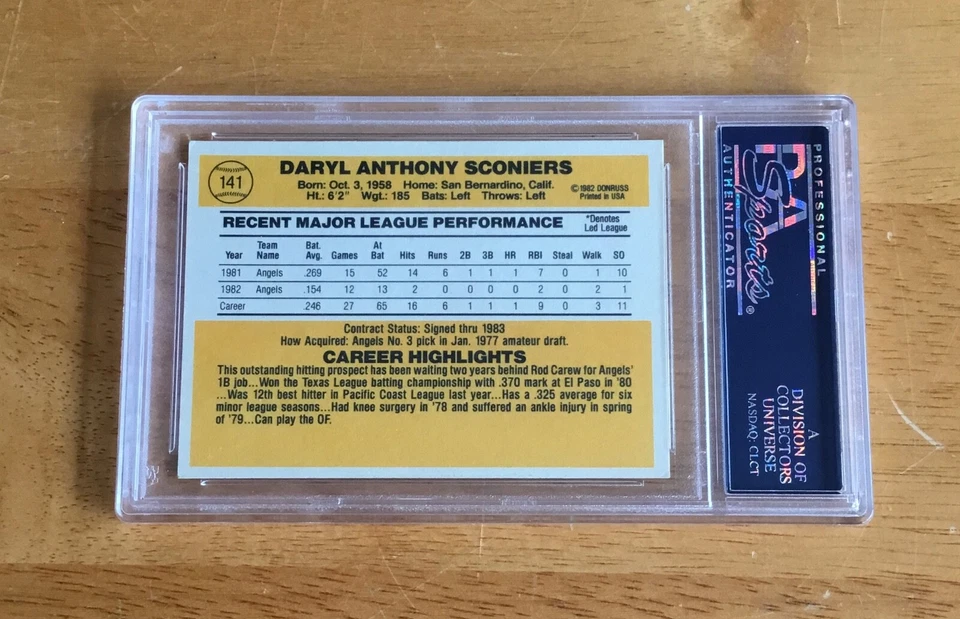 141
DARYL ANTHONY SCONIERS
Born: Oct. 3, 1958 Home: San Bernardino, Calif.
Ht.: 6'2" Wgt.: 185 Bats: Left Throws: Left
©1982 DONRUSS
Printed in USA
RECENT MAJOR LEAGUE PERFORMANCE
*Denotes
Led League
Year Team Name Bat. Avg. Games At Bat Hits Runs 2B 3B HR RBI Steal Walk SO
1981 Angels .269 15 52 14 6 1 1 1 7 0 1 10
1982 Angels .154 12 13 2 0 0 0 0 2 0 2 1
Career .246 27 65 16 6 1 1 1 9 0 3 11
Contract Status: Signed thru 1983
How Acquired: Angels No. 3 pick in Jan. 1977 amateur draft.
CAREER HIGHLIGHTS
This outstanding hitting prospect has been waiting two years behind Rod Carew for Angels'
1B job...Won the Texas League batting championship with .370 mark at El Paso in '80
...Was 12th best hitter in Pacific Coast League last year...Has a .325 average for six
minor league seasons...Had knee surgery in '78 and suffered an ankle injury in spring
of '79...Can play the OF.
PROFESSIONAL
PSA
Sports®
AUTHENTICATOR
A
DIVISION OF
COLLECTORS
UNIVERSE
NASDAQ: CLCT